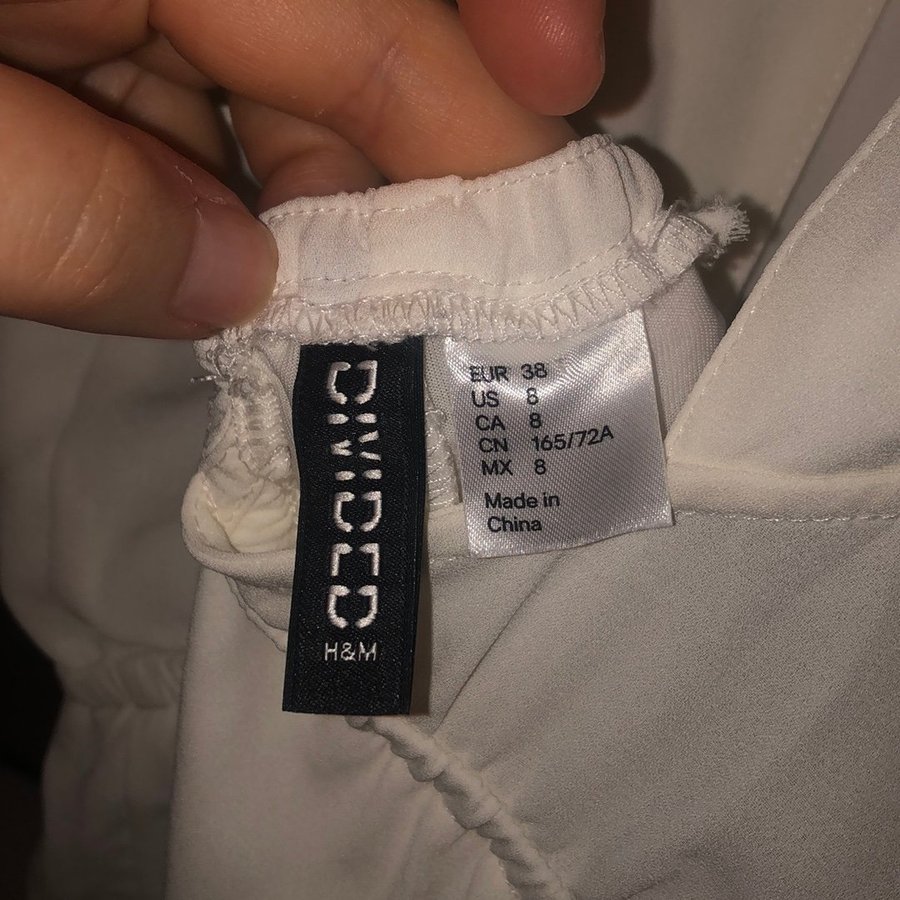 DIVIDED
H&M
EUR 38
US 8
CA 8
CN 165/72A
MX 8
Made in
China